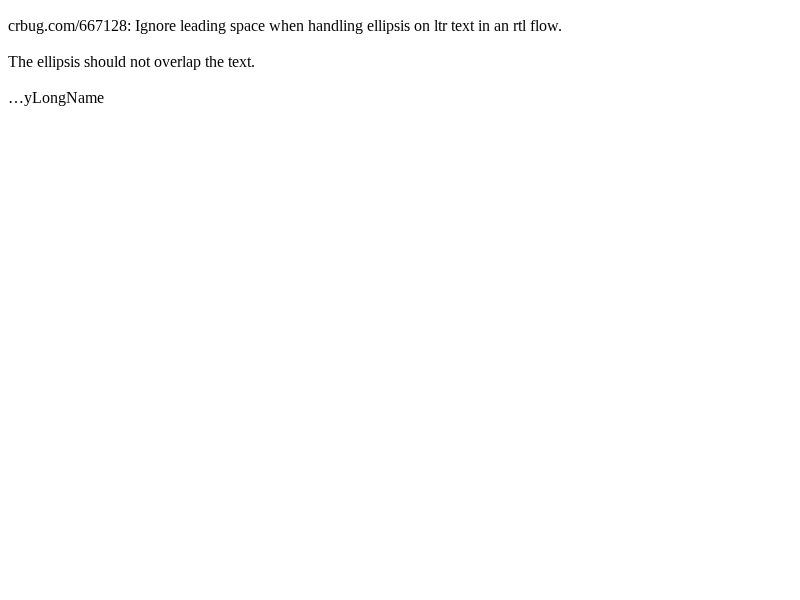 crbug.com/667128: Ignore leading space when handling ellipsis on ltr text in an rtl flow.
The ellipsis should not overlap the text.
…yLongName